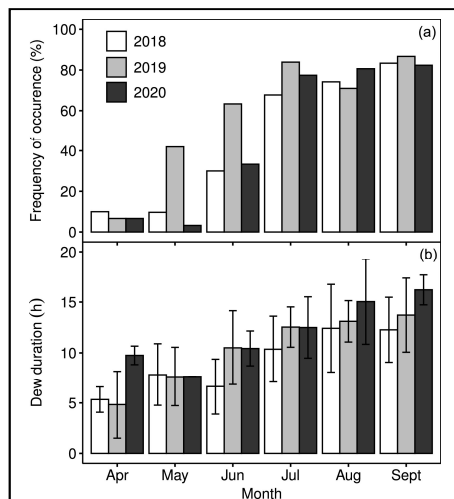 (a)
2018
2019
2020
Frequency of occurence (%)
100
80
60
40
20
0
(b)
Dew duration (h)
20
15
10
5
0
Apr May Jun Jul Aug Sept
Month